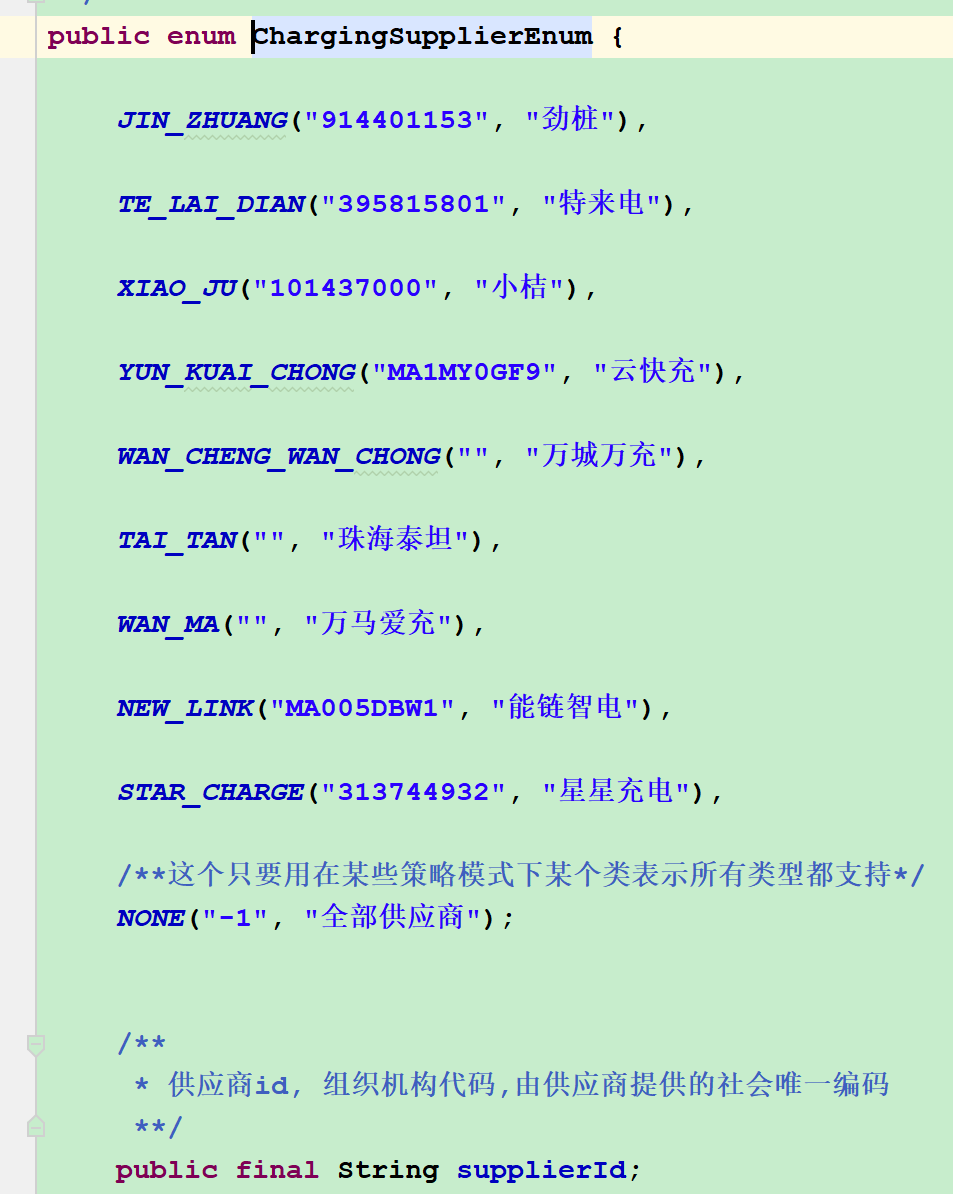 public enum ChargingSupplierEnum {
JIN_ZHUANG("914401153", "劲桩"),
TE_LAI_DIAN("395815801", "特来电"),
XIAO_JU("101437000", "小桔"),
YUN_KUAI_CHONG("MA1MY0GF9", "云快充"),
WAN_CHENG_WAN_CHONG("", "万城万充"),
TAI_TAN("", "珠海泰坦"),
WAN_MA("", "万马爱充"),
NEW_LINK("MA005DBW1", "能链智电"),
STAR_CHARGE("313744932", "星星充电"),
/**这个只要用在某些策略模式下某个类表示所有类型都支持*/
NONE("-1", "全部供应商");
/**
* 供应商id, 组织机构代码,由供应商提供的社会唯一编码
**/
public final String supplierId;